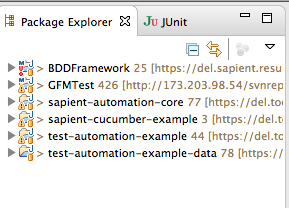 Package Explorer JUnit
> BDDFramework 25 [https://del.sapient.resu
> GFMTest 426 [http://173.203.98.54/svnrep
> sapient-automation-core 77 [https://del.to
> sapient-cucumber-example 3 [https://del.to
> test-automation-example 44 [https://del.too
> test-automation-example-data 78 [https://d